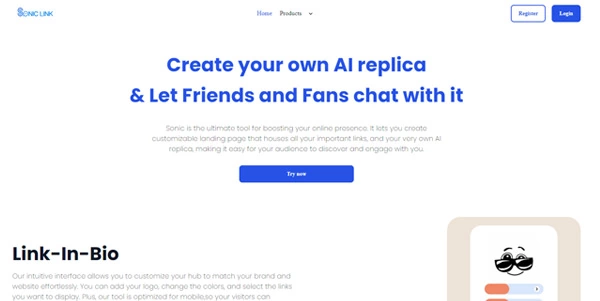 SONIC LINK
Home Products
Register Login
Create your own AI replica
& Let Friends and Fans chat with it
Sonic is the ultimate tool for boosting your online presence. It lets you create
customizable landing page that houses all your important links, and your very own AI
replica, making it easy for your audience to discover and engage with you.
Try now
Link-In-Bio
Our intuitive interface allows you to customize your hub to match your brand and
website effortlessly. You can add your logo, change the colors, and select the links
you want to display. Plus, our tool is optimized for mobile,so your visitors can